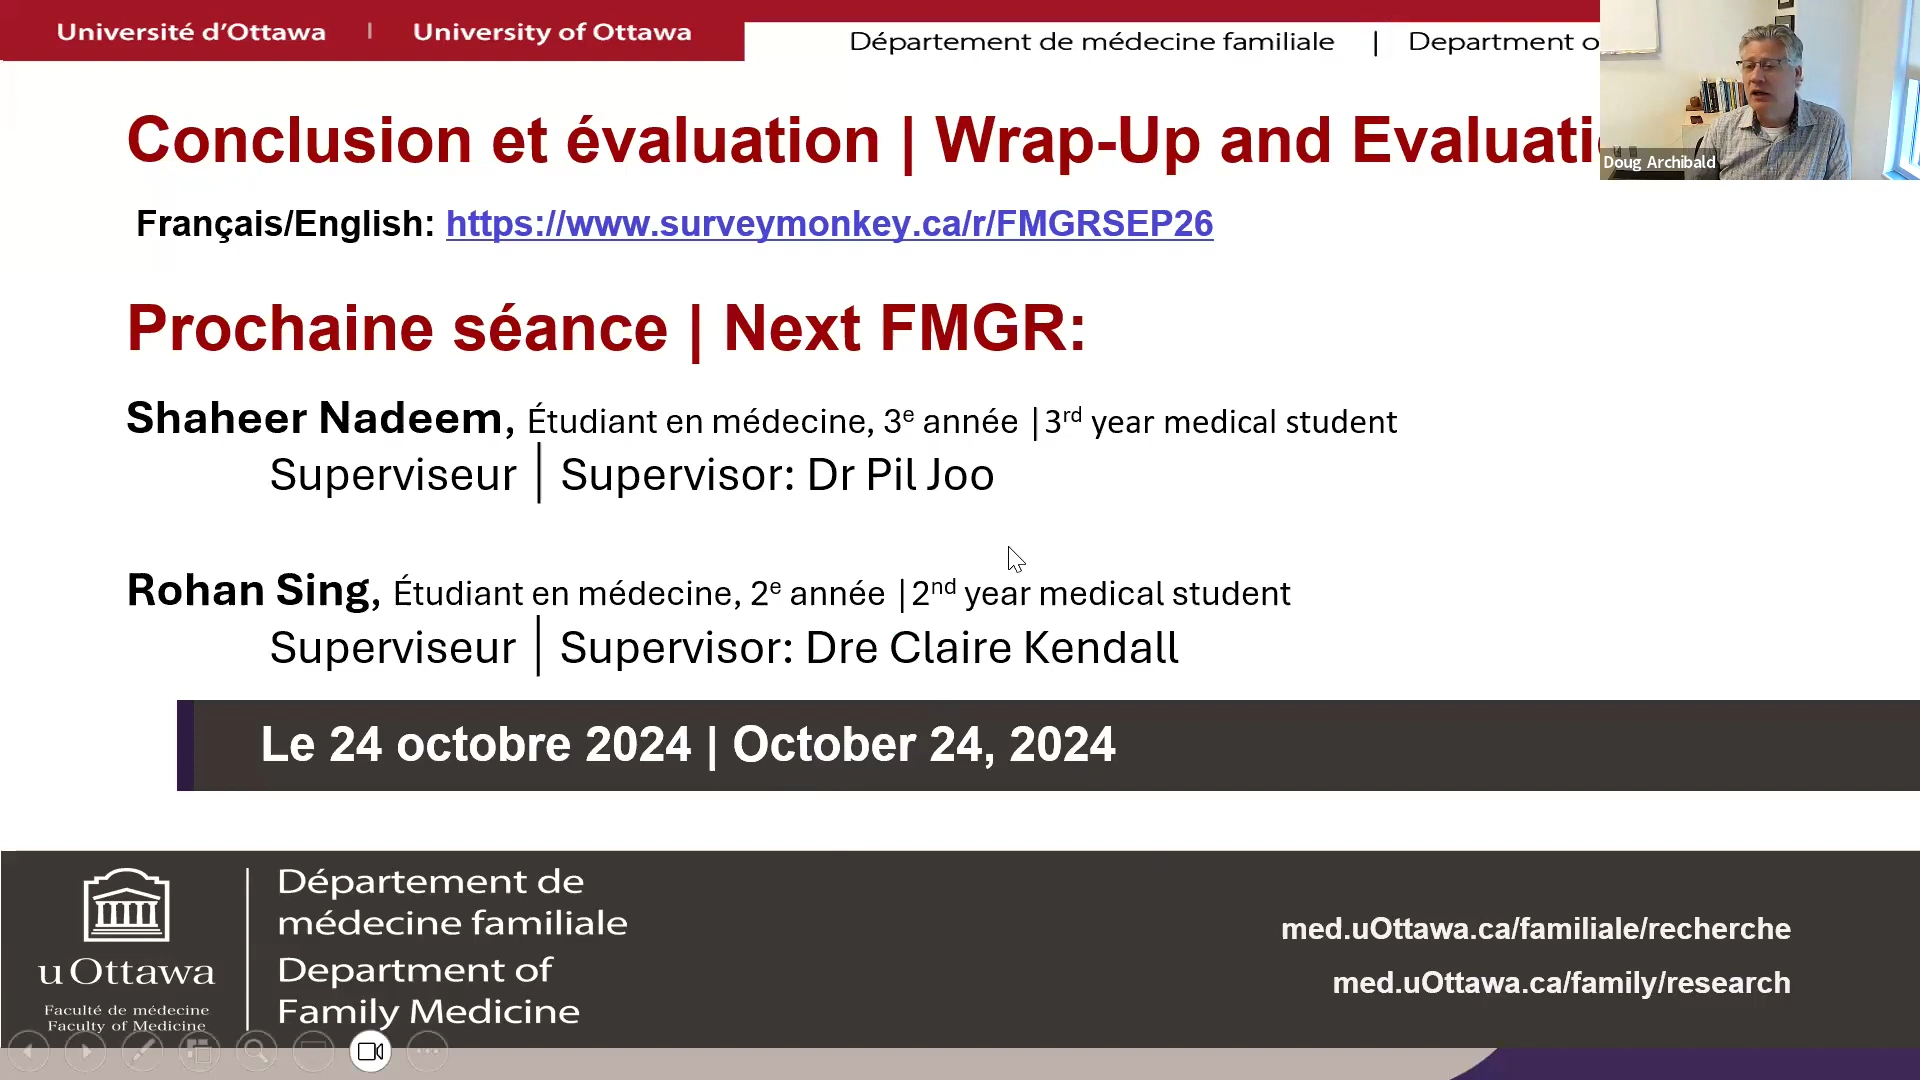 Université d'Ottawa | University of Ottawa
Département de médecine familiale | Department
Conclusion et évaluation | Wrap-Up and
Doug Archibald
Français/English: https://www.surveymonkey.ca/r/FMGRSEP26
Prochaine séance | Next FMGR:
Shaheer Nadeem, Étudiant en médecine, 3e année |3rd year medical student
Superviseur | Supervisor: Dr Pil Joo
Rohan Sing, Étudiant en médecine, 2e année |2nd year medical student
Superviseur | Supervisor: Dre Claire Kendall
Le 24 octobre 2024 | October 24, 2024
Département de
médecine familiale
Department of
Family Medicine
uOttawa
Faculté de médecine
Faculty of Medicine
med.uOttawa.ca/familiale/recherche
med.uOttawa.ca/family/research